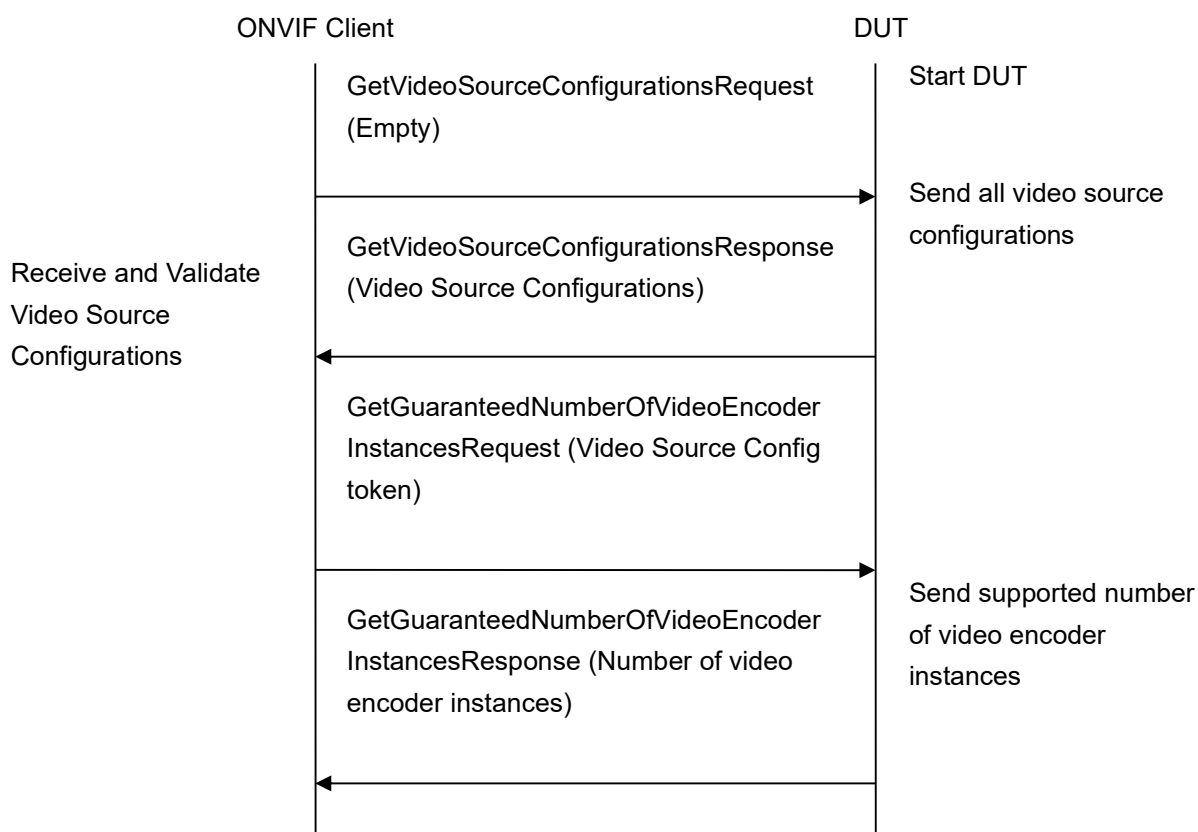 ONVIF Client
DUT
GetVideoSourceConfigurationsRequest
(Empty)
Start DUT
Send all video source
configurations
GetVideoSourceConfigurationsResponse
(Video Source Configurations)
Receive and Validate
Video Source
Configurations
GetGuaranteedNumberOfVideoEncoder
InstancesRequest (Video Source Config
token)
Send supported number
of video encoder
instances
GetGuaranteedNumberOfVideoEncoder
InstancesResponse (Number of video
encoder instances)